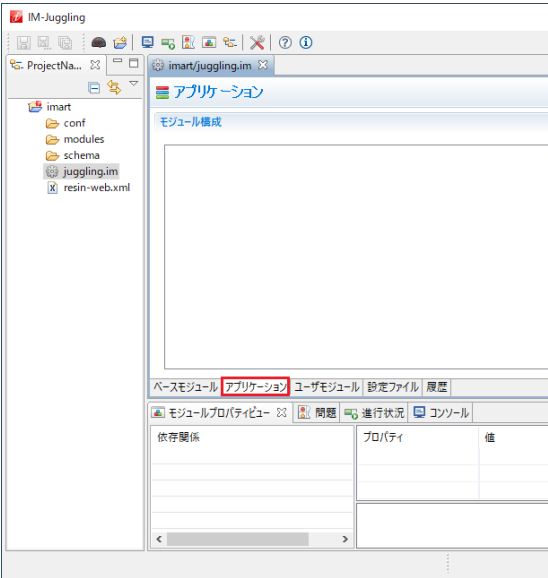 IM-Juggling
ProjectNa...
imart/juggling.im
アプリケーション
imart
conf
modules
schema
juggling.im
resin-web.xml
モジュール構成
ベースモジュール アプリケーション ユーザモジュール 設定ファイル 履歴
モジュールプロパティビュー 問題 進行状況 コンソール
依存関係 プロパティ 値